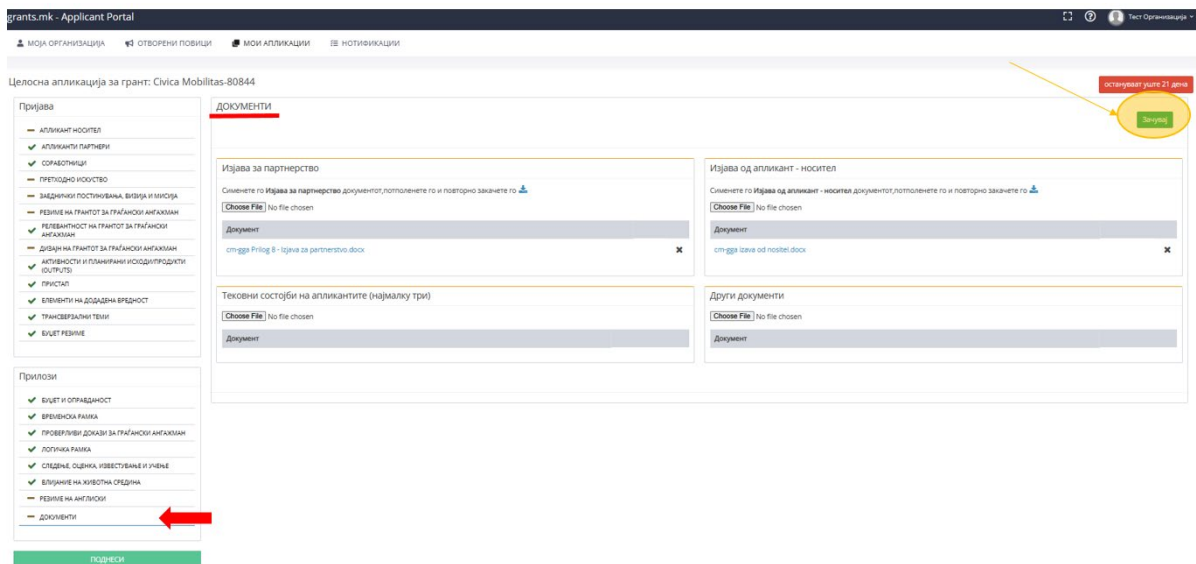 grants.mk - Applicant Portal
Тест Организација
МОЈА ОРГАНИЗАЦИЈА ОТВОРЕНИ ПОВИЦИ МОИ АПЛИКАЦИИ НОТИФИКАЦИИ
Целосна апликација за грант: Civica Mobilitas-80844
остануваат уште 21 дена
Пријава
АПЛИКАНТ НОСИТЕЛ
АПЛИКАНТИ ПАРТНЕРИ
СОРАБОТНИЦИ
ПРЕТХОДНО ИСКУСТВО
ЗАЕДНИЧКИ ПОСТИГНУВАЊА, ВИЗИЈА И МИСИЈА
РЕЗИМЕ НА ГРАНТОТ ЗА ГРАЃАНСКИ АНГАЖМАН
РЕЛЕВАНТНОСТ НА ГРАНТОТ ЗА ГРАЃАНСКИ
АНГАЖМАН
ДИЗАЈН НА ГРАНТОТ ЗА ГРАЃАНСКИ АНГАЖМАН
АКТИВНОСТИ И ПЛАНИРАНИ ИСХОДИ/ПРОДУКТИ
(OUTPUTS)
ПРИСТАП
ЕЛЕМЕНТИ НА ДОДАДЕНА ВРЕДНОСТ
ТРАНСВЕРЗАЛНИ ТЕМИ
БУЏЕТ РЕЗИМЕ
Прилози
БУЏЕТ И ОПРАВДАНОСТ
ВРЕМЕНСКА РАМКА
ПРОВЕРЛИВИ ДОКАЗИ ЗА ГРАЃАНСКИ АНГАЖМАН
ЛОГИЧКА РАМКА
СЛЕДЕЊЕ, ОЦЕНКА, ИЗВЕСТУВАЊЕ И УЧЕЊЕ
ВЛИЈАНИЕ НА ЖИВОТНА СРЕДИНА
РЕЗИМЕ НА АНГЛИСКИ
ДОКУМЕНТИ
ПОДНЕСИ
ДОКУМЕНТИ
Зачувај
Изјава за партнерство
Сименете го Изјава за партнерство документот,потполенете го и повторно закачете го
Choose File No file chosen
Документ
cm-gga Prilog 8 - Izjava za partnerstvo.docx
Изјава од апликант - носител
Сименете го Изјава од апликант - носител документот,потполенете го и повторно закачете го
Choose File No file chosen
Документ
cm-gga izava od nositel.docx
Тековни состојби на апликантите (најмалку три)
Choose File No file chosen
Документ
Други документи
Choose File No file chosen
Документ